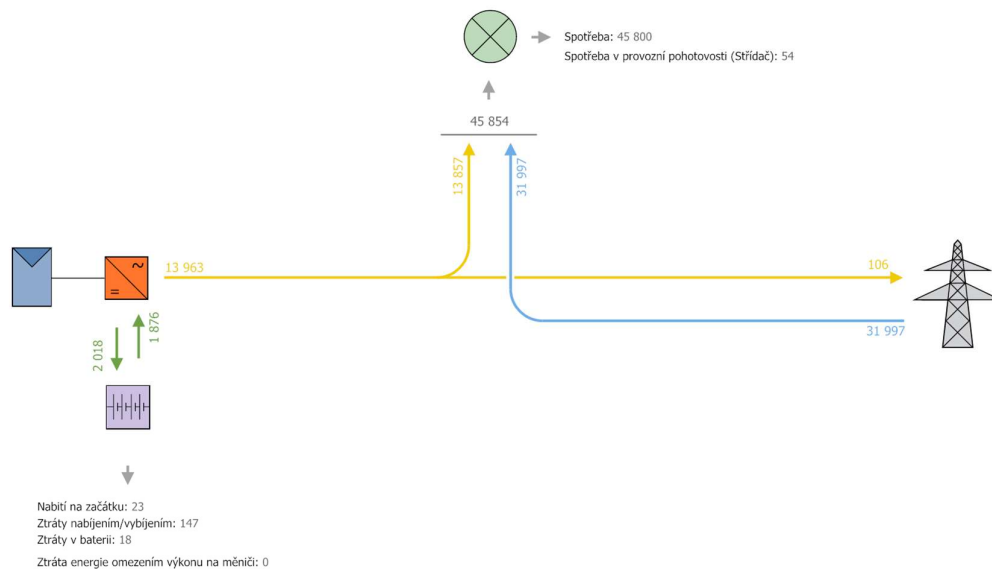 Spotřeba: 45 800
Spotřeba v provozní pohotovosti (Střídač): 54
45 854
13 857
31 997
13 963
106
31 997
2 018
1 876
Nabití na začátku: 23
Ztráty nabíjením/vybíjením: 147
Ztráty v baterii: 18
Ztráta energie omezením výkonu na měniči: 0